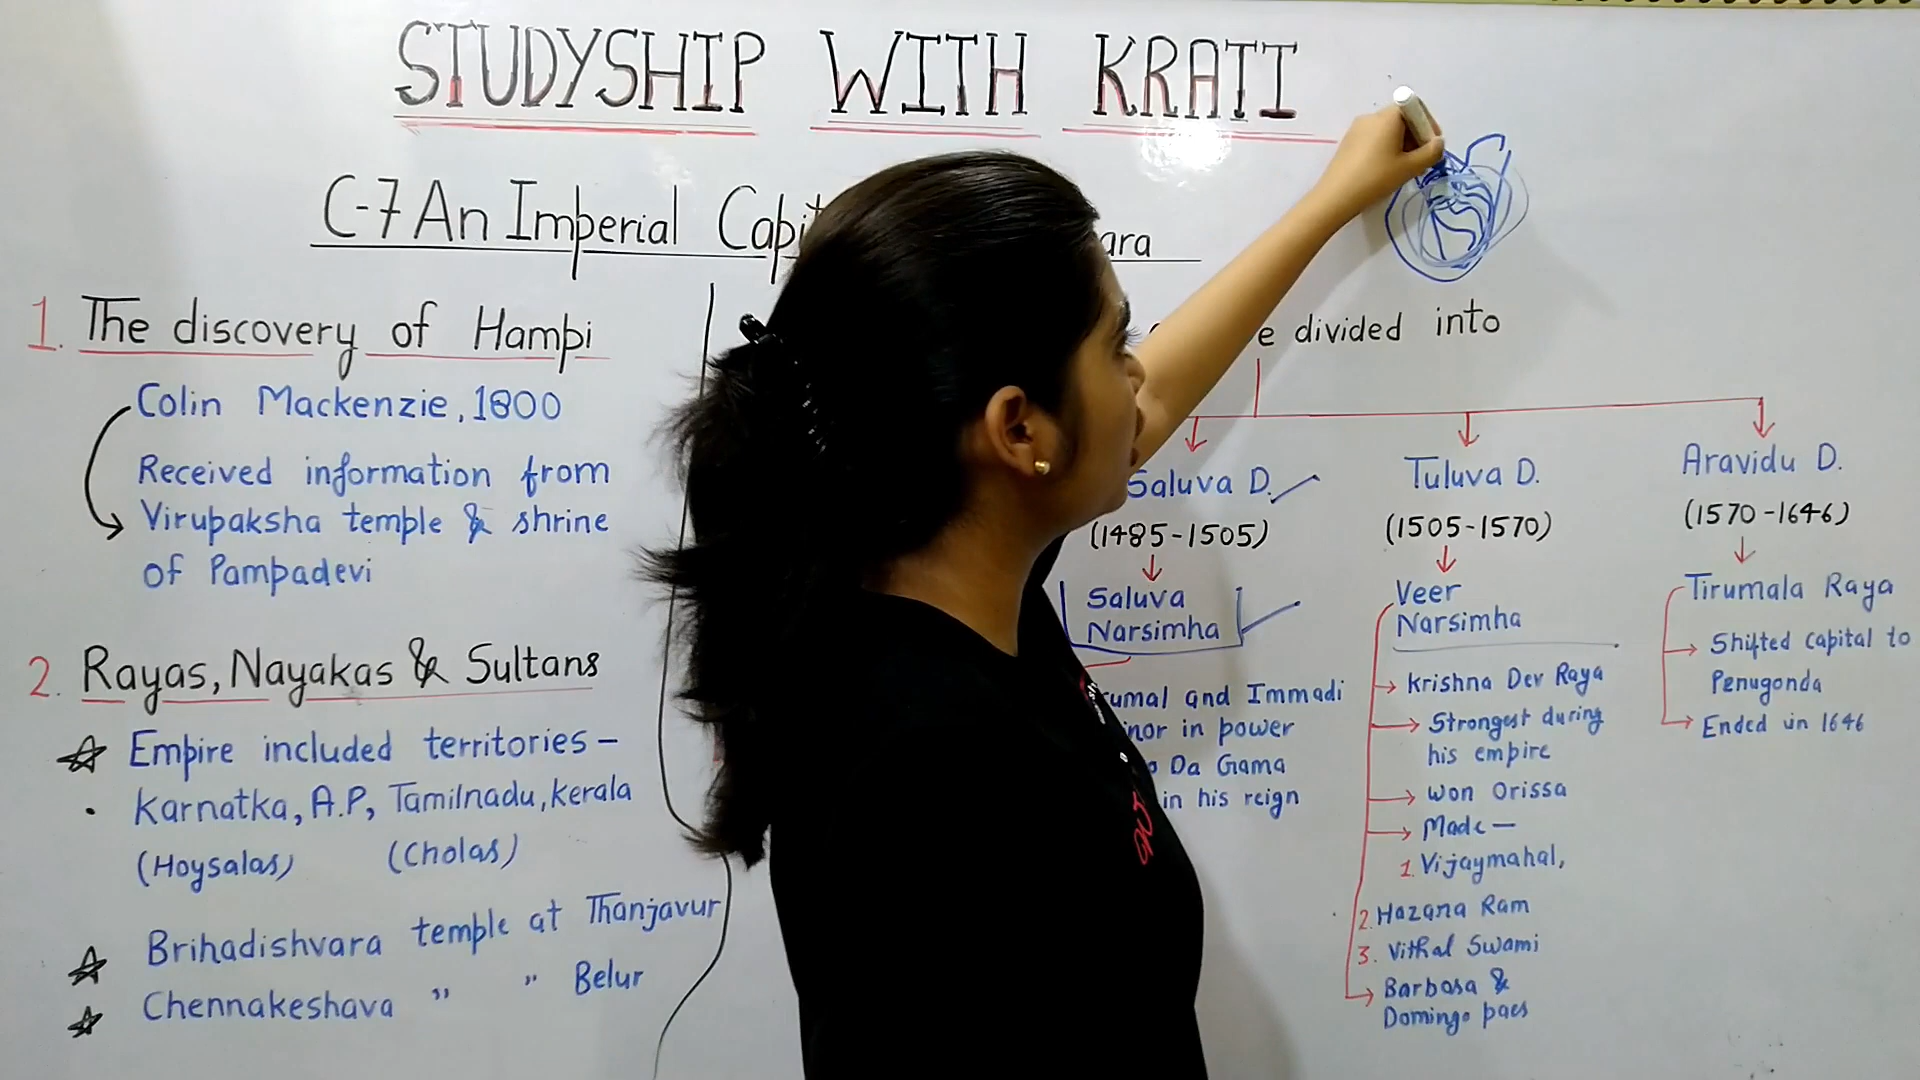 STUDYSHIP WITH KRATI
C-7 An Imperial
1. The discovery of Hampi
Colin Mackenzie, 1800
Received information from
Virupaksha temple & shrine
of Pampadevi
2. Rayas, Nayakas & Sultans
Empire included territories -
• Karnatka, A.P, Tamilnadu, kerala
(Hoysalas) (Cholas)
Brihadishvara temple at Thanjavur
Chennakeshava " " Belur
divided into
Saluva D.
(1485-1505)
Saluva
Narsimha
and Immadi
in power
Da Gama
in his reign
Tuluva D.
(1505-1570)
Veer
Narsimha
Krishna Dev Raya
Strongest during
his empire
won Orissa
Made -
1. Vijaymahal,
2. Hazana Ram
3. Vithal Swami
Barbosa &
Domingo paes
Aravidu D.
(1570-1646)
Tirumala Raya
Shifted capital to
Penugonda
Ended in 1646